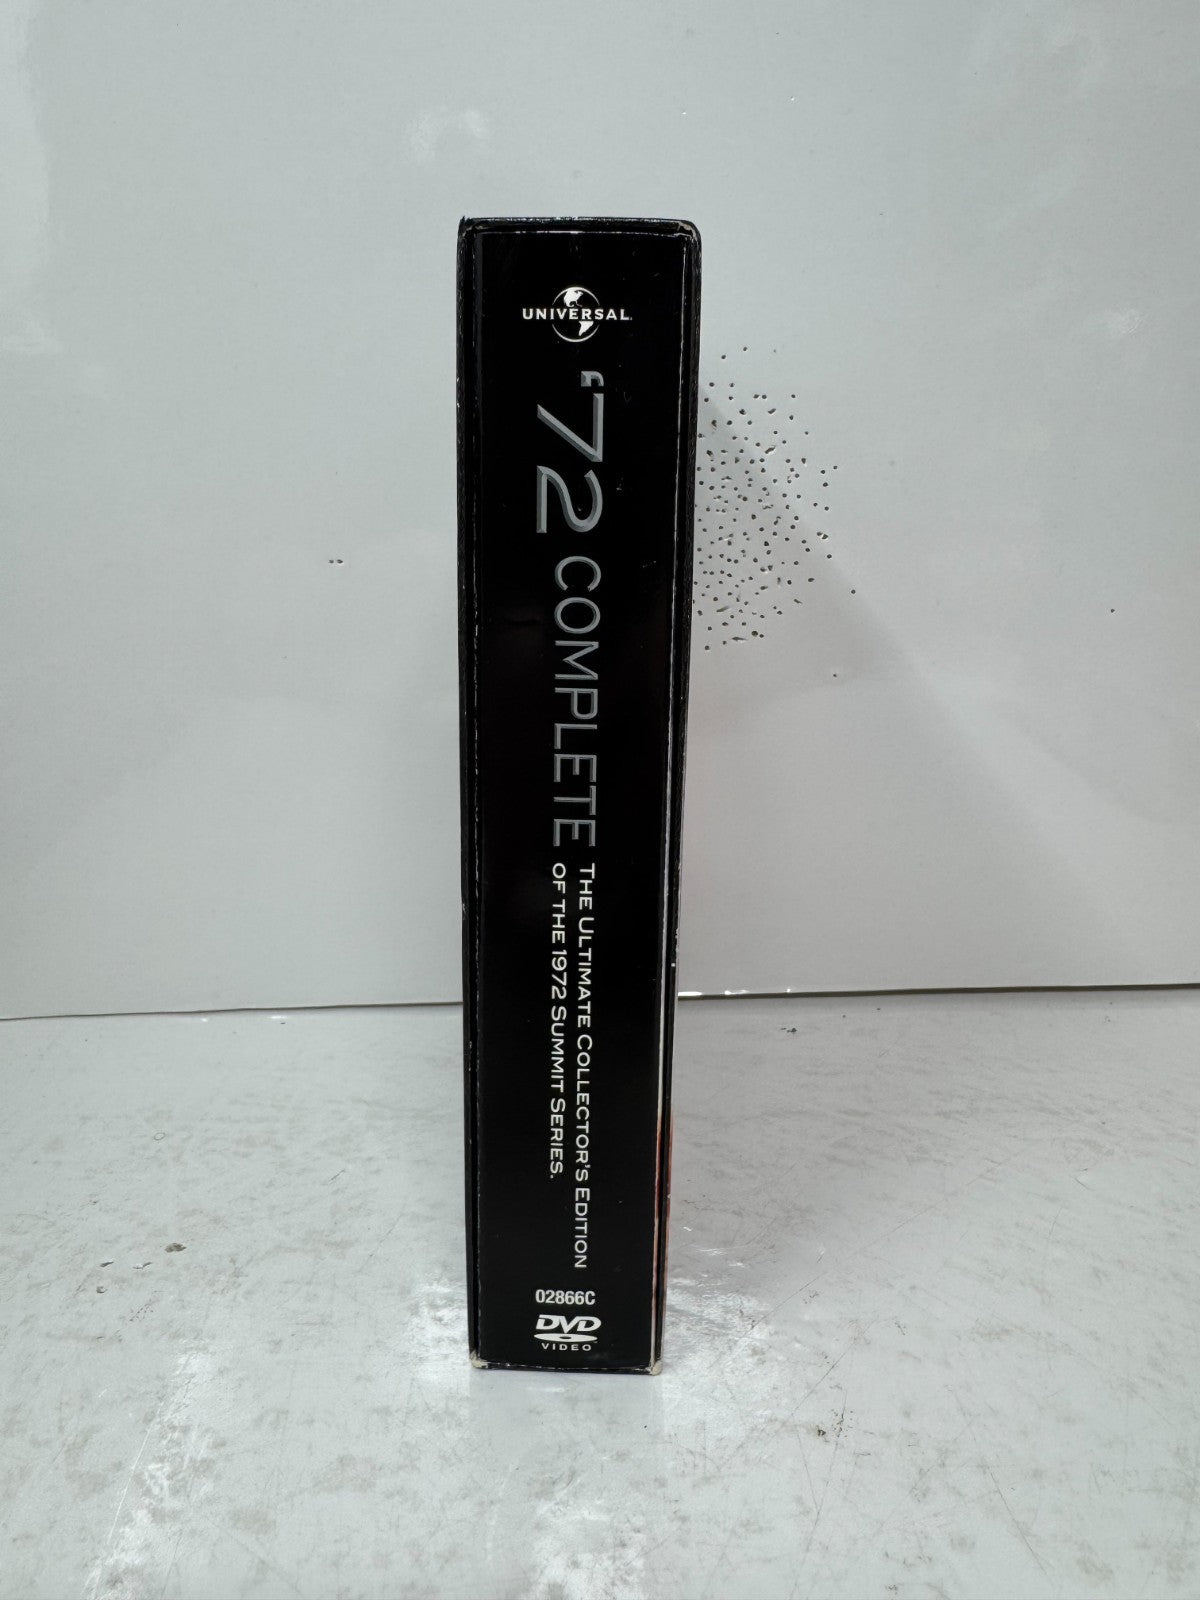 UNIVERSAL
'72 COMPLETE
THE ULTIMATE COLLECTOR'S EDITION
OF THE 1972 SUMMIT SERIES.
02866C
DVD
VIDEO